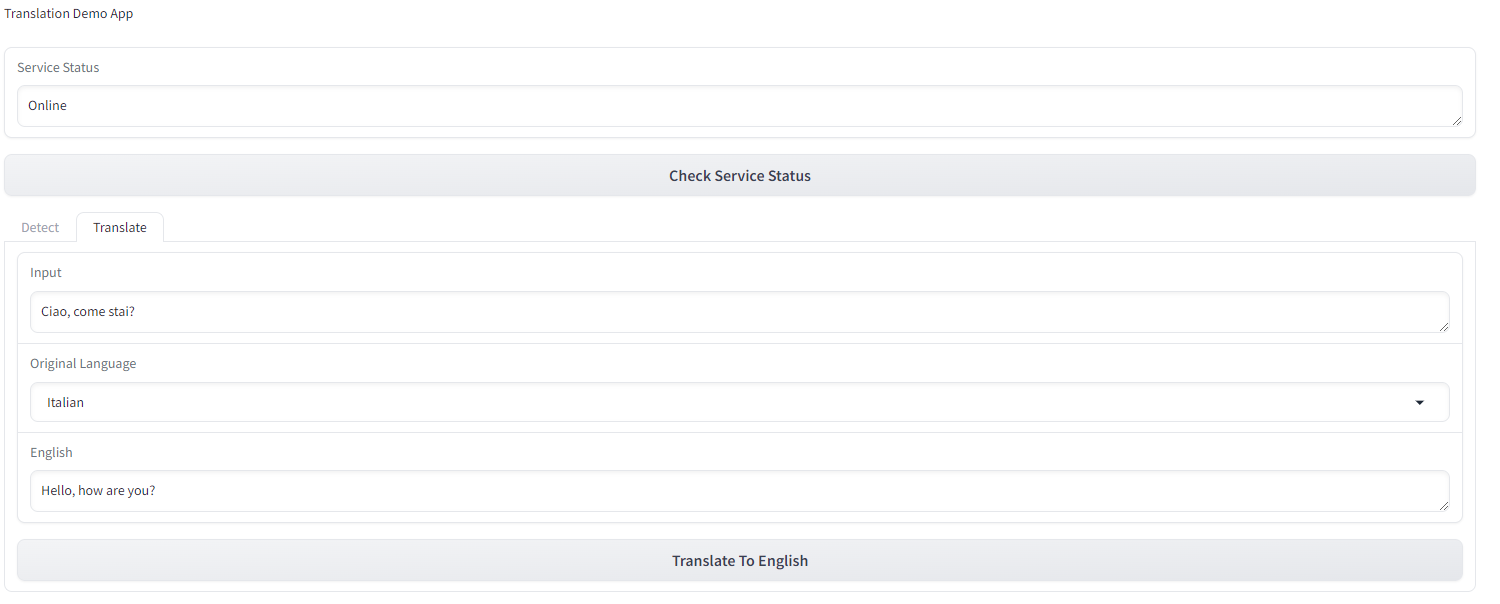 Translation Demo App
Service Status
Online
Check Service Status
Detect
Translate
Input
Ciao, come stai?
Original Language
Italian
English
Hello, how are you?
Translate To English